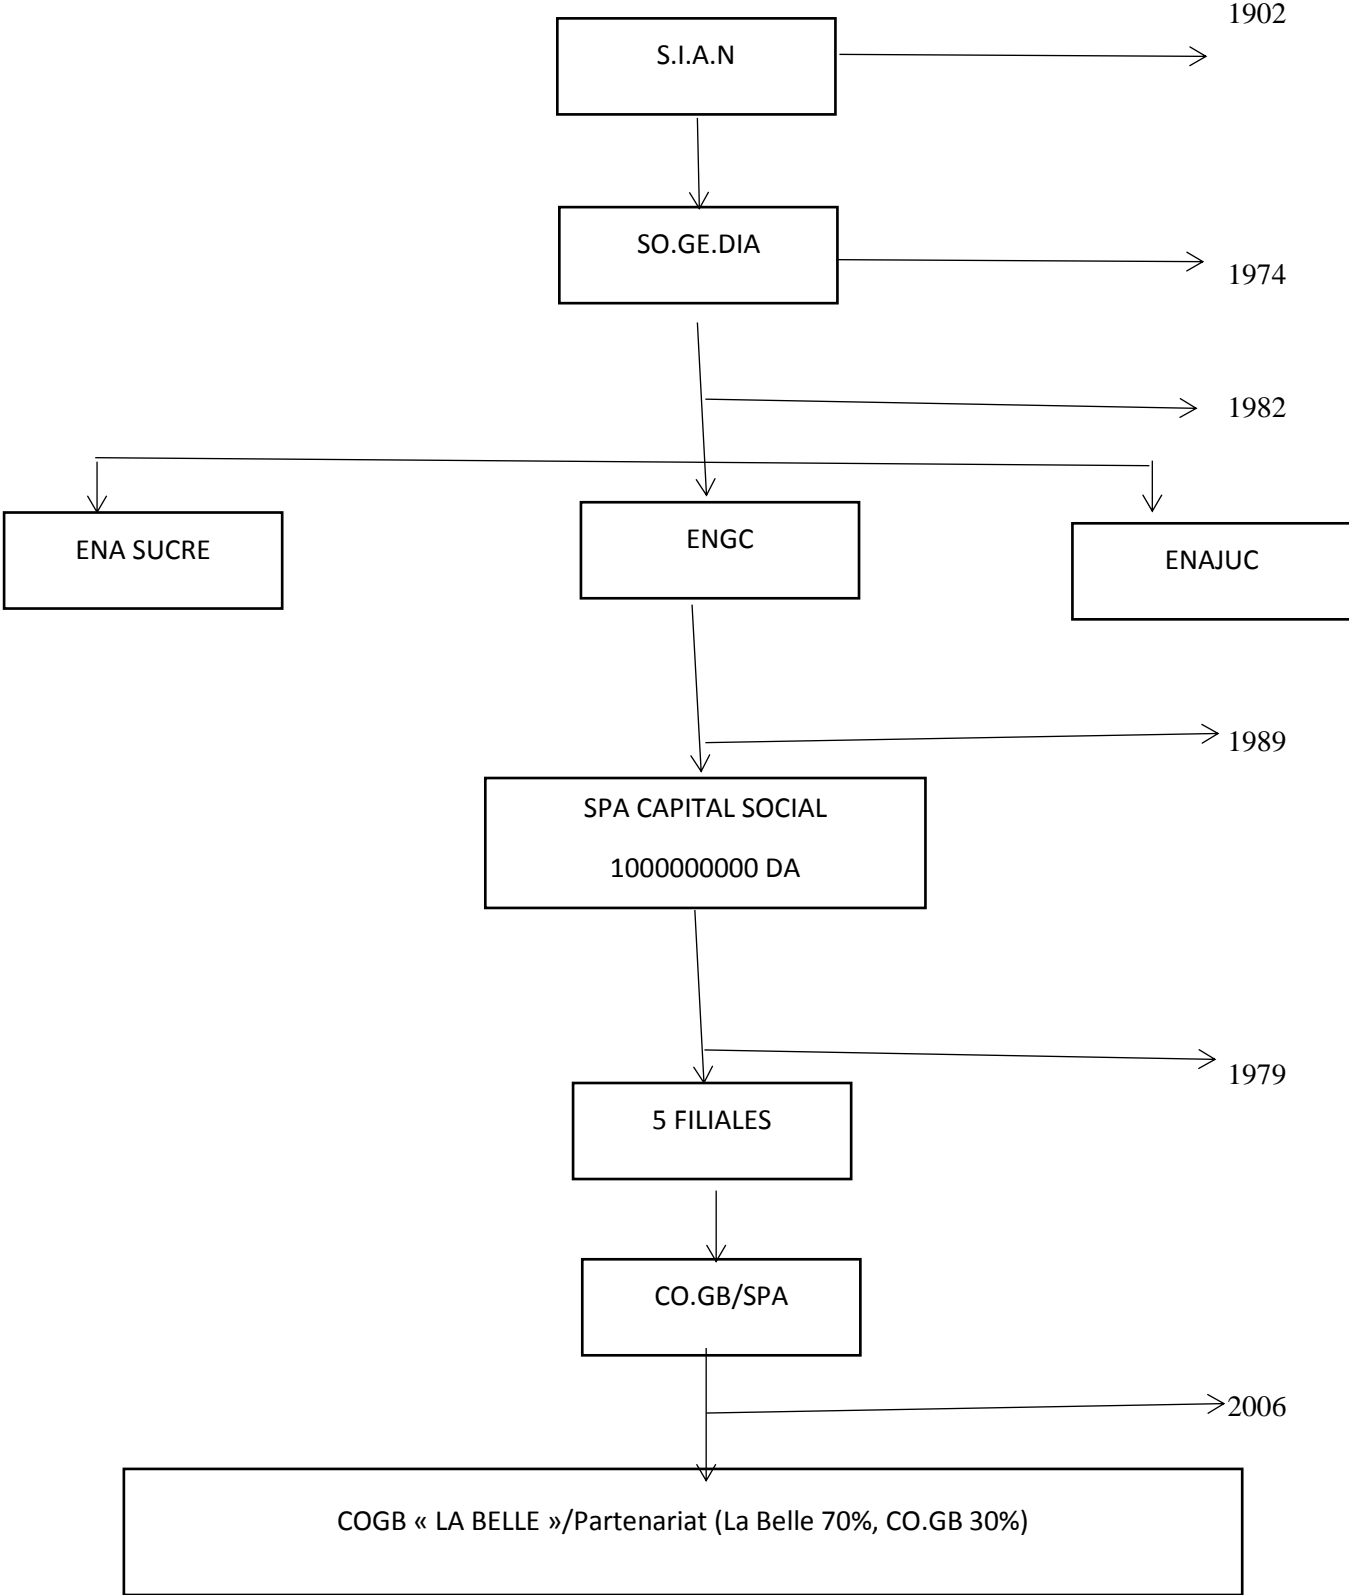 1902
S.I.A.N
SO.GE.DIA
1974
1982
ENA SUCRE
ENGC
ENAJUC
1989
SPA CAPITAL SOCIAL
1000000000 DA
1979
5 FILIALES
CO.GB/SPA
2006
COGB « LA BELLE »/Partenariat (La Belle 70%, CO.GB 30%)